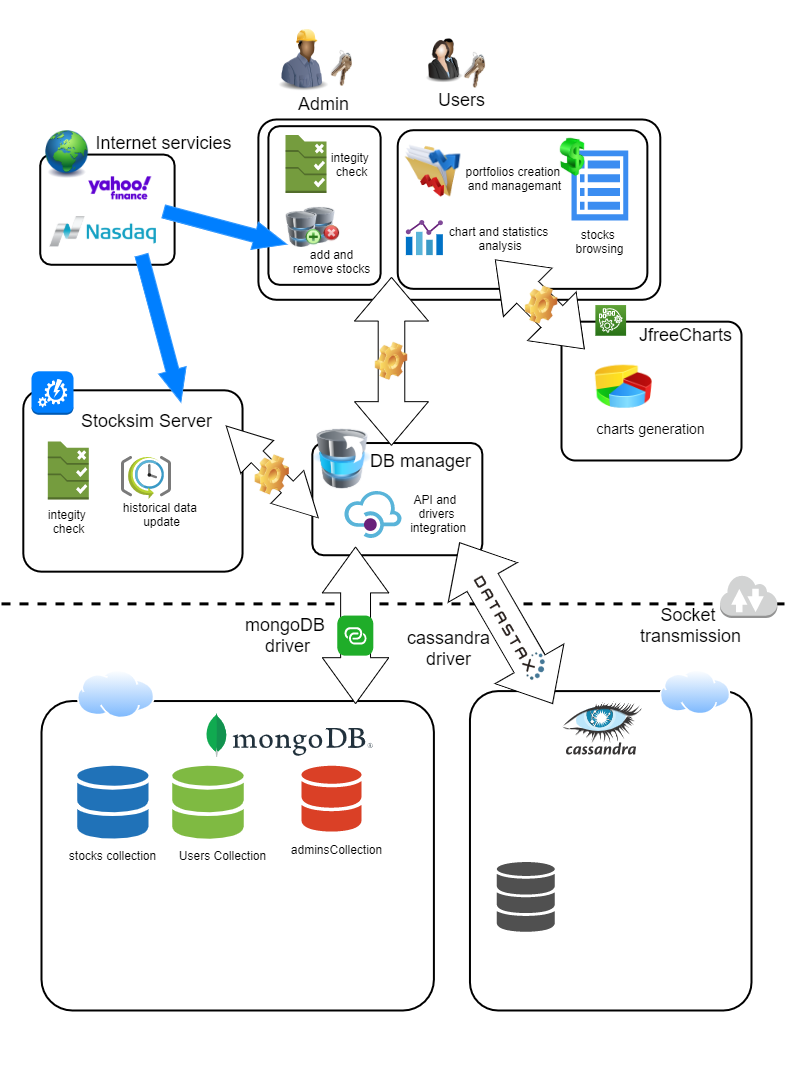 Admin
Users
Internet servicies
yahoo!
finance
Nasdaq
integity
check
add and
remove stocks
portfolios creation
and managemant
chart and statistics
analysis
stocks
browsing
JfreeCharts
charts generation
Stocksim Server
integity
check
historical data
update
DB manager
API and
drivers
integration
mongoDB
driver
cassandra
driver
DATASTAX
Socket
transmission
mongoDB®
stocks collection
Users Collection
adminsCollection
cassandra